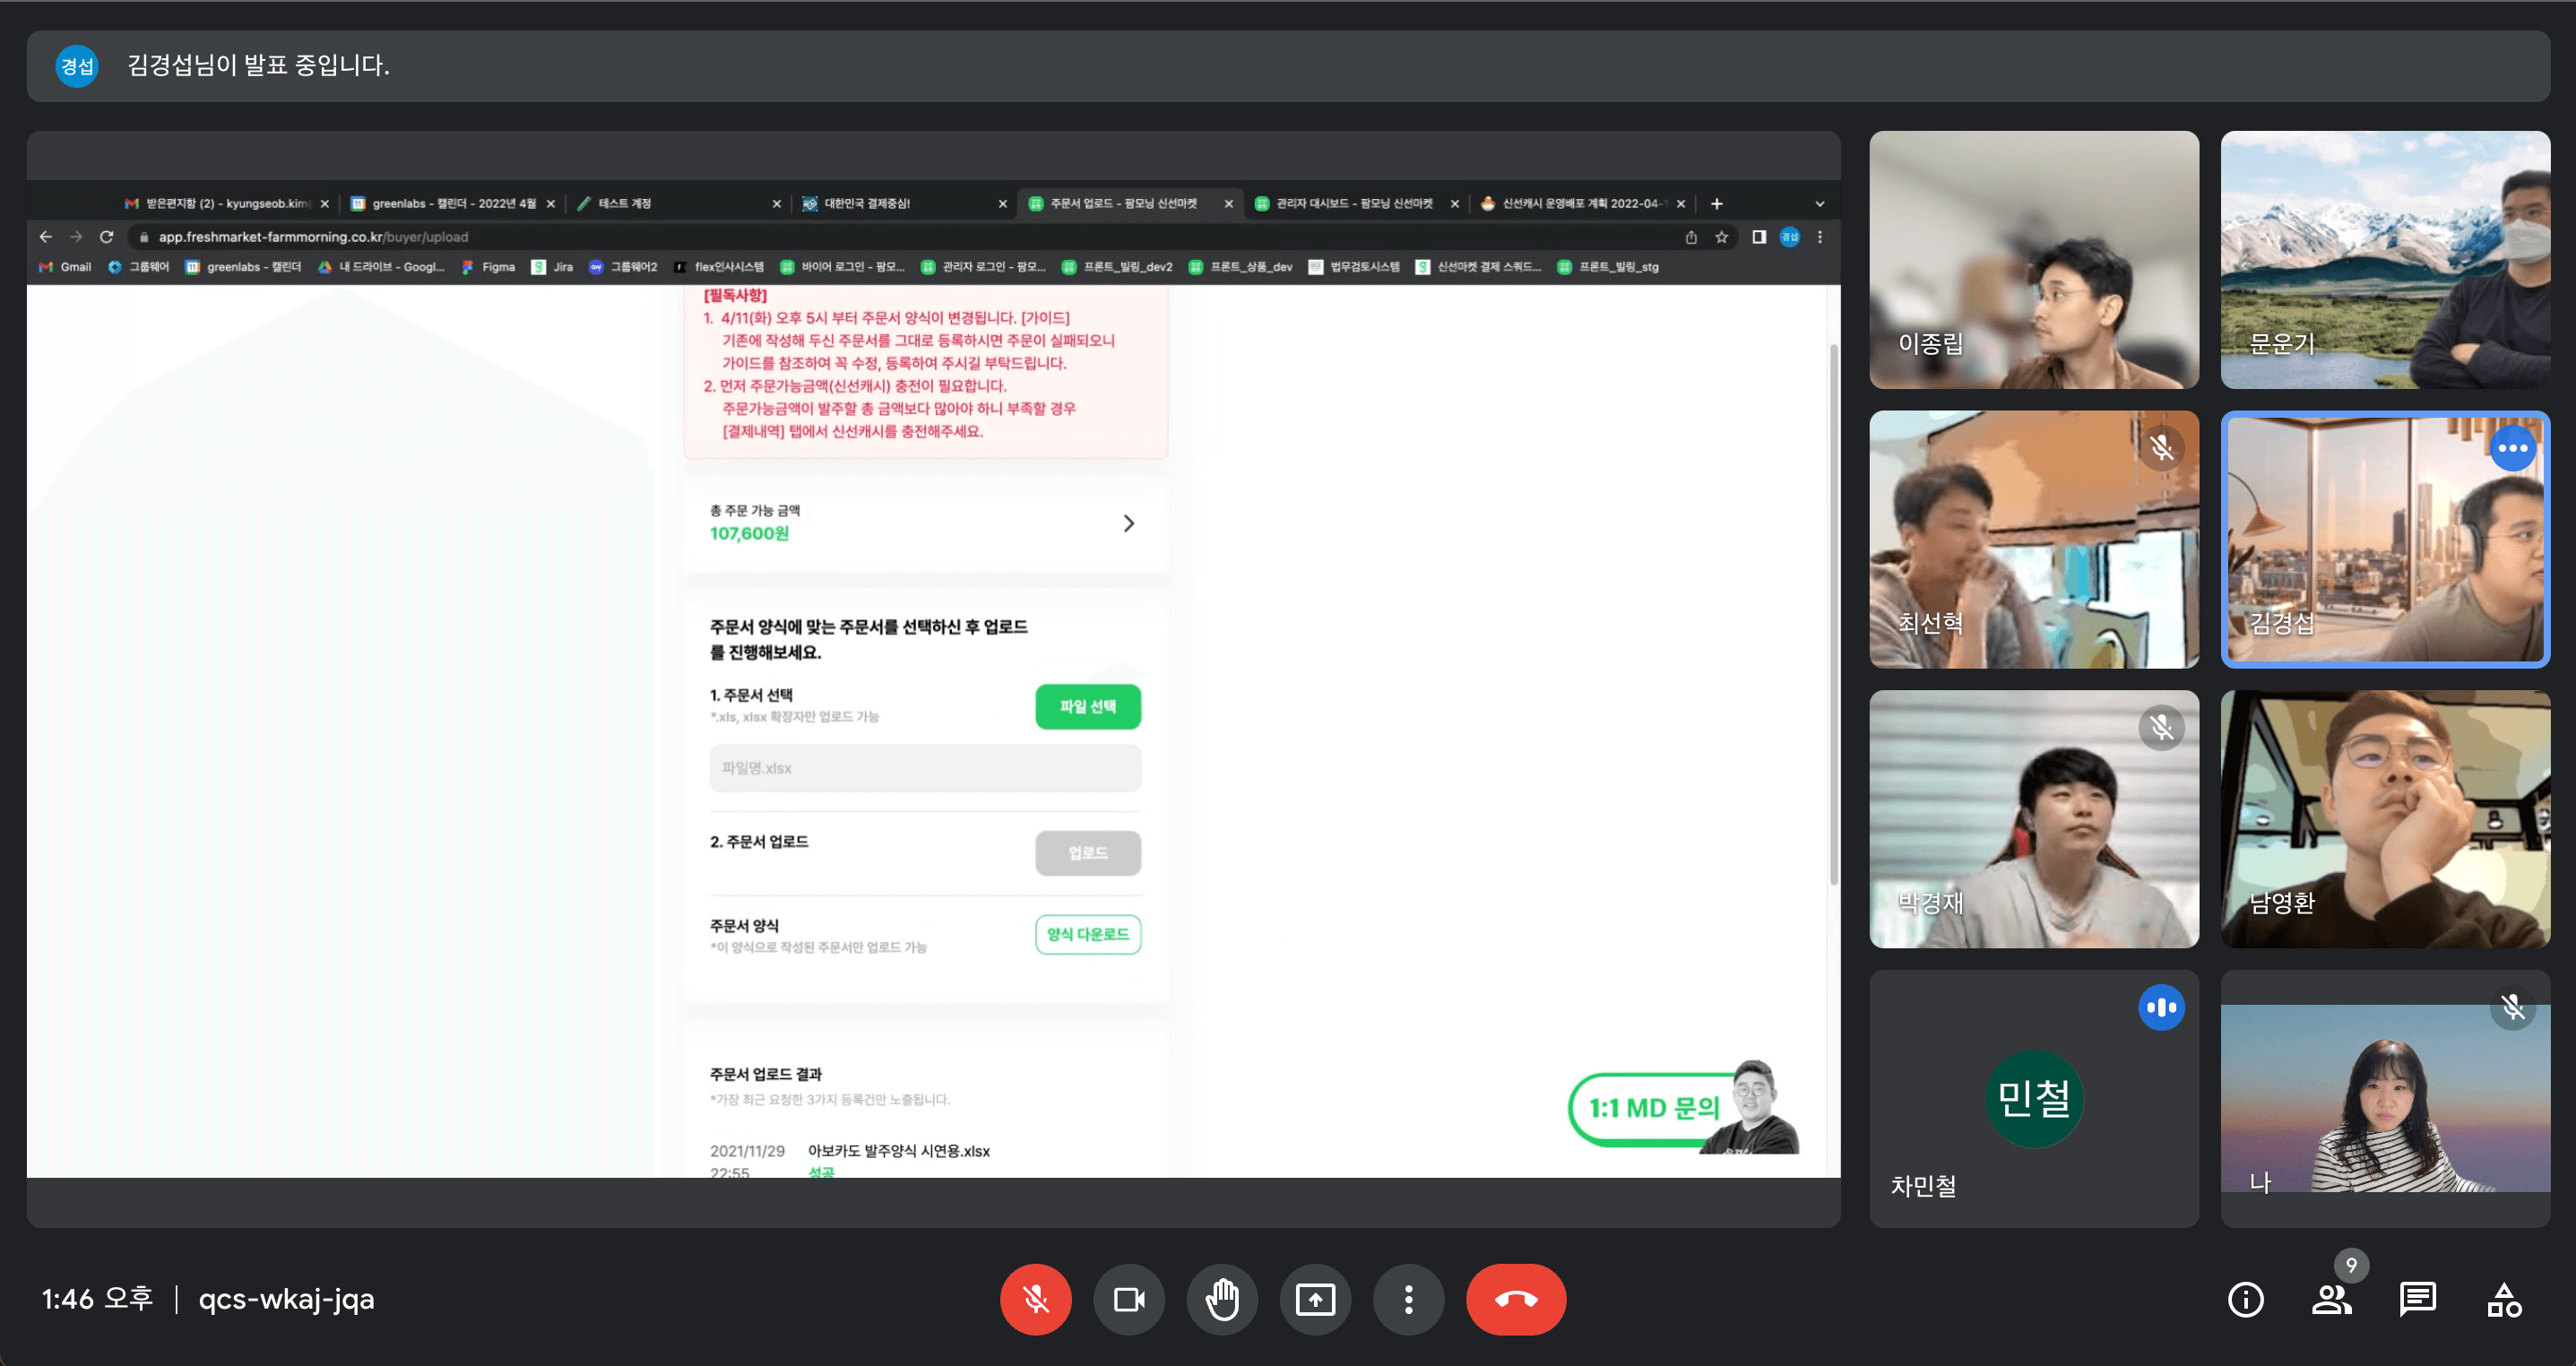 경섭 김경섭님이 발표 중입니다.
받은편지함 (2) - kyungseob.kim
greenlabs - 캘린더 - 2022년 4월
테스트 계정
대한민국 결제중심!
주문서 업로드 - 팜모닝 신선마켓
관리자 대시보드 - 팜모닝 신선마켓
신선캐시 운영배포 계획 2022-04-
app.freshmarket-farmmorning.co.kr/buyer/upload
경섭
Gmail
그룹웨어
greenlabs - 캘린더
내 드라이브 - Googl...
Figma
Jira
그룹웨어2
flex인사시스템
바이어 로그인 - 팜모...
관리자 로그인 - 팜모...
프론트_빌링_dev2
프론트_상품_dev
법무검토시스템
신선마켓 결제 스쿼드...
프론트_빌링_stg
[필독사항]
1. 4/11(화) 오후 5시 부터 주문서 양식이 변경됩니다. [가이드]
기존에 작성해 두신 주문서를 그대로 등록하시면 주문이 실패되오니
가이드를 참조하여 꼭 수정, 등록하여 주시길 부탁드립니다.
2. 먼저 주문가능금액(신선캐시) 충전이 필요합니다.
주문가능금액이 발주할 총 금액보다 많아야 하니 부족할 경우
[결제내역] 탭에서 신선캐시를 충전해주세요.
총 주문 가능 금액
107,600원
주문서 양식에 맞는 주문서를 선택하신 후 업로드
를 진행해보세요.
1. 주문서 선택
*.xls, xlsx 확장자만 업로드 가능
파일 선택
파일명.xlsx
2. 주문서 업로드
업로드
주문서 양식
*이 양식으로 작성된 주문서만 업로드 가능
양식 다운로드
주문서 업로드 결과
*가장 최근 요청한 3가지 등록건만 노출됩니다.
2021/11/29 아보카도 발주양식 시연용.xlsx
22:55 성공
1:1 MD 문의
이종립
문운기
최선혁
김경섭
박경재
남영환
민철
차민철
나
1:46 오후 | qcs-wkaj-jqa
9